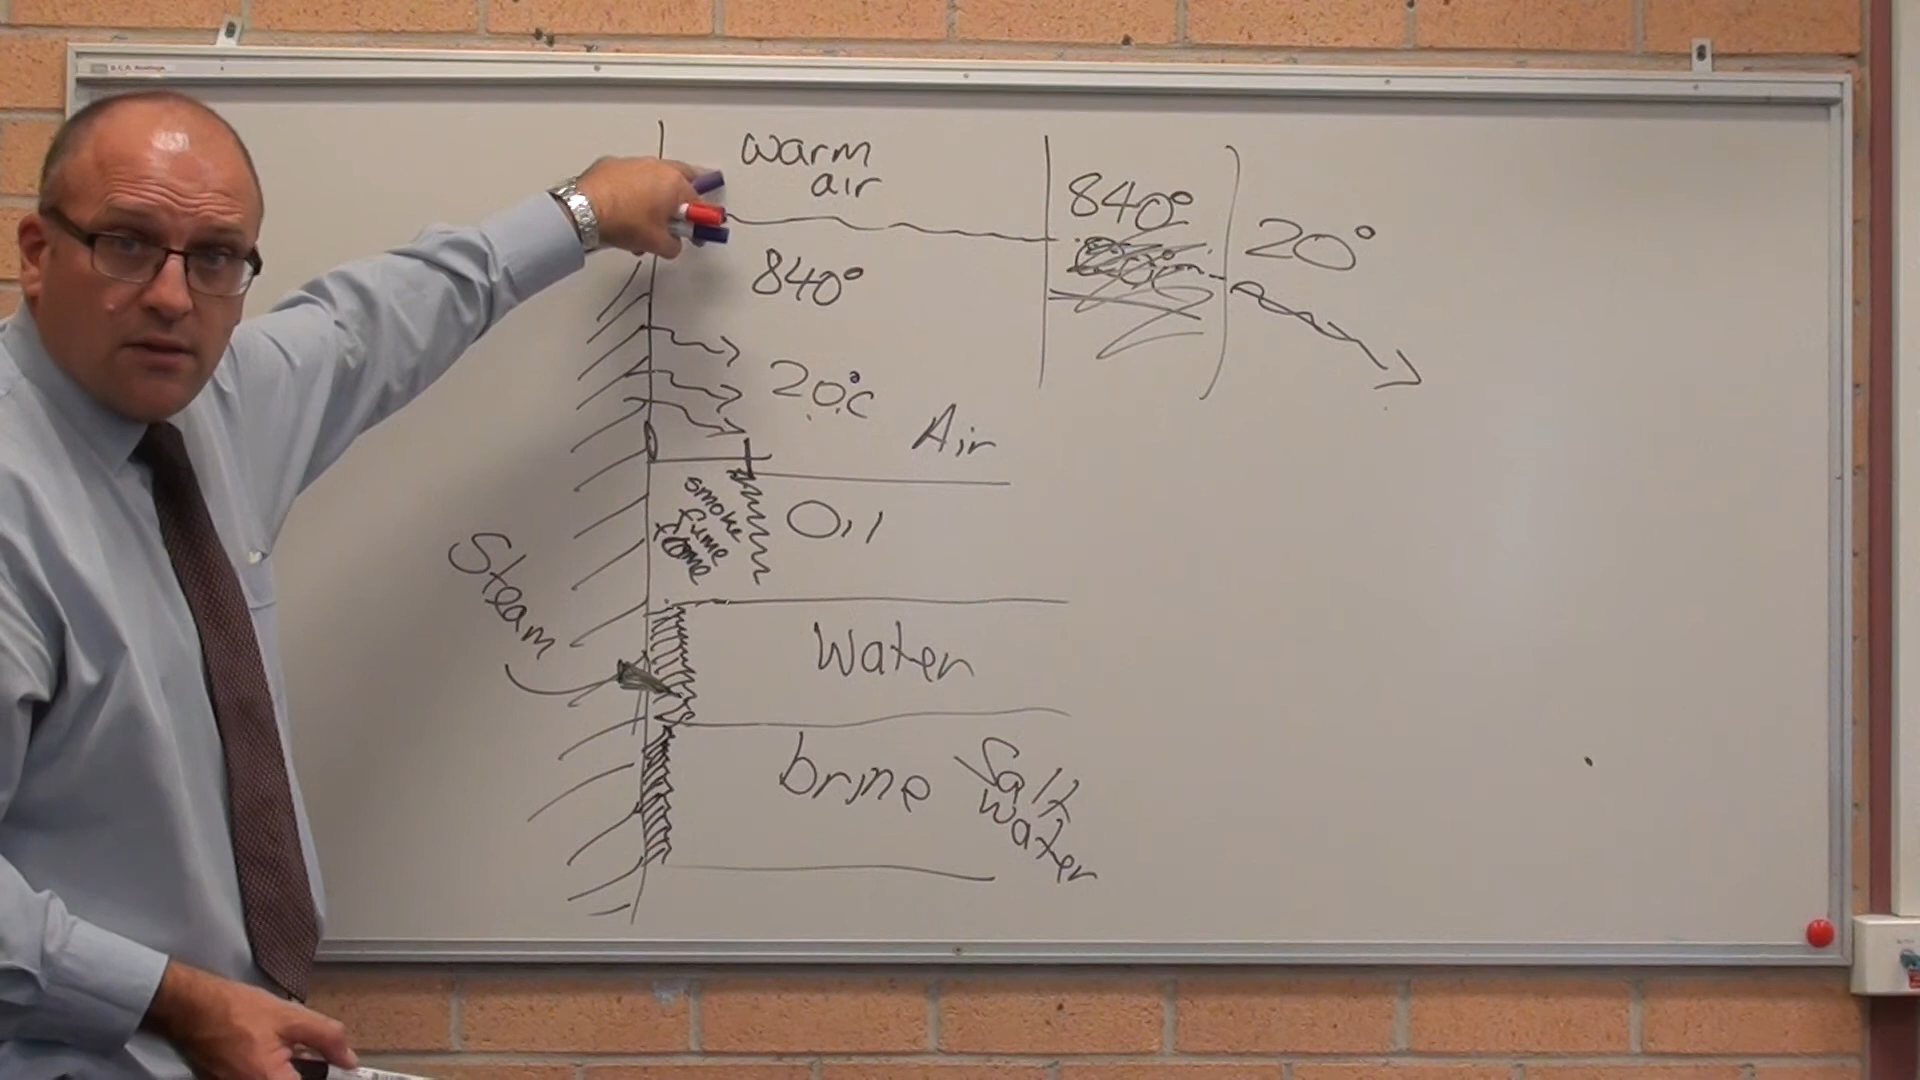 warm
air
840°
840°
20°
20°c
Air
smoke
fume
Oil
Steam
Water
brine
Salt
water